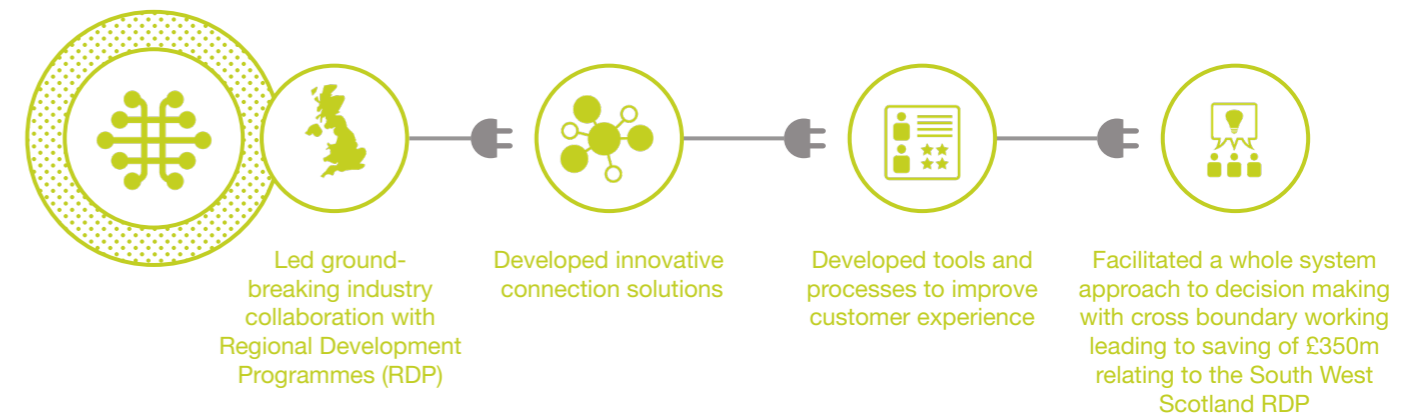 Led ground-
breaking industry
collaboration with
Regional Development
Programmes (RDP)
Developed innovative
connection solutions
Developed tools and
processes to improve
customer experience
Facilitated a whole system
approach to decision making
with cross boundary working
leading to saving of £350m
relating to the South West
Scotland RDP